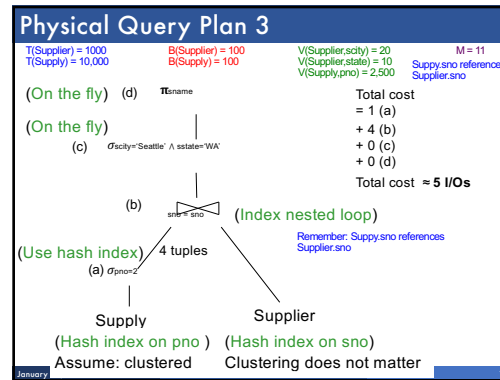 Physical Query Plan 3
T(Supplier) = 1000
T(Supply) = 10,000
B(Supplier) = 100
B(Supply) = 100
V(Supplier,scity) = 20
V(Supplier,state) = 10
V(Supply,pno) = 2,500
M = 11
Suppy.sno reference
Supplier.sno
(On the fly)
(d) πsname
Total cost
= 1 (a)
+ 4 (b)
+ 0 (c)
+ 0 (d)
Total cost ≈ 5 I/Os
(On the fly)
(c) σscity='Seattle' ∧ sstate='WA'
(b)
sno = sno
(Index nested loop)
Remember: Suppy.sno references
Supplier.sno
(Use hash index)
4 tuples
(a) σpno=2
Supply
Supplier
(Hash index on pno )
(Hash index on sno)
Assume: clustered
Clustering does not matter
January